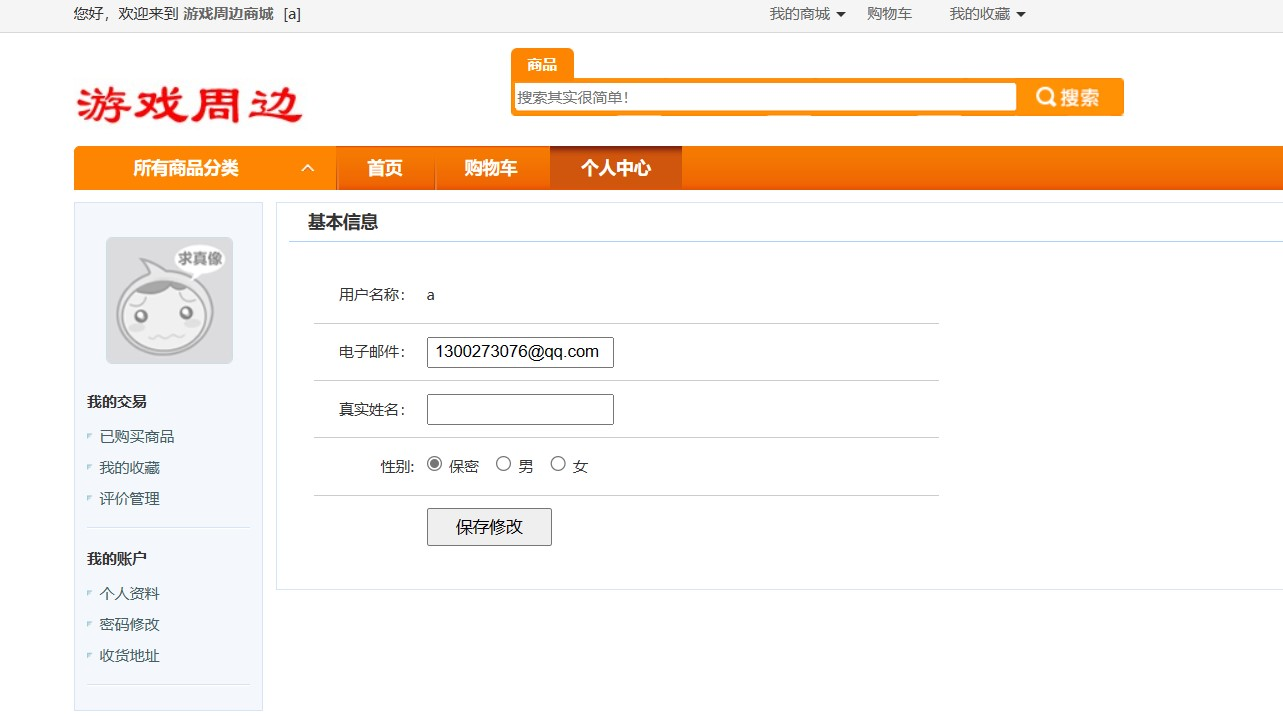 您好，欢迎来到 游戏周边商城 [a] 我的商城 购物车 我的收藏
商品
搜索其实很简单！ 搜索
游戏周边
所有商品分类 首页 购物车 个人中心
求真像
基本信息
用户名称： a
电子邮件： 1300273076@qq.com
真实姓名：
性别: 保密 男 女
保存修改
我的交易
已购买商品
我的收藏
评价管理
我的账户
个人资料
密码修改
收货地址